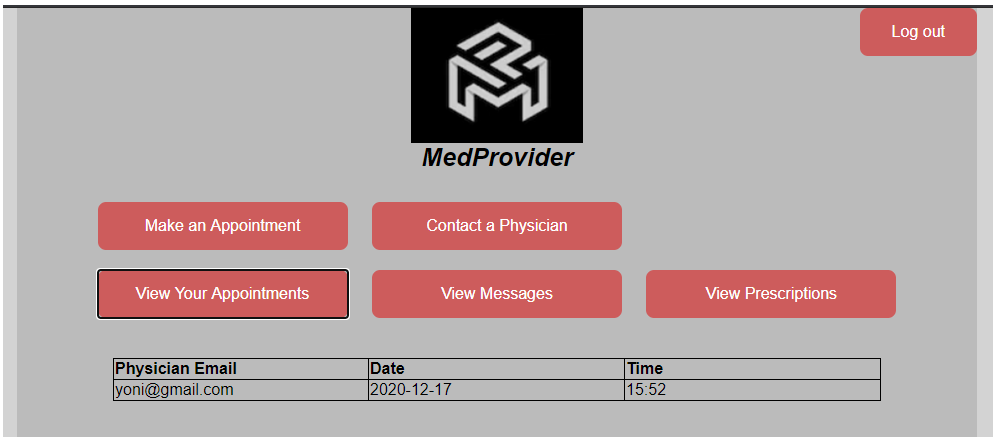 Log out
MedProvider
Make an Appointment Contact a Physician
View Your Appointments View Messages View Prescriptions
Physician Email Date Time
yoni@gmail.com 2020-12-17 15:52